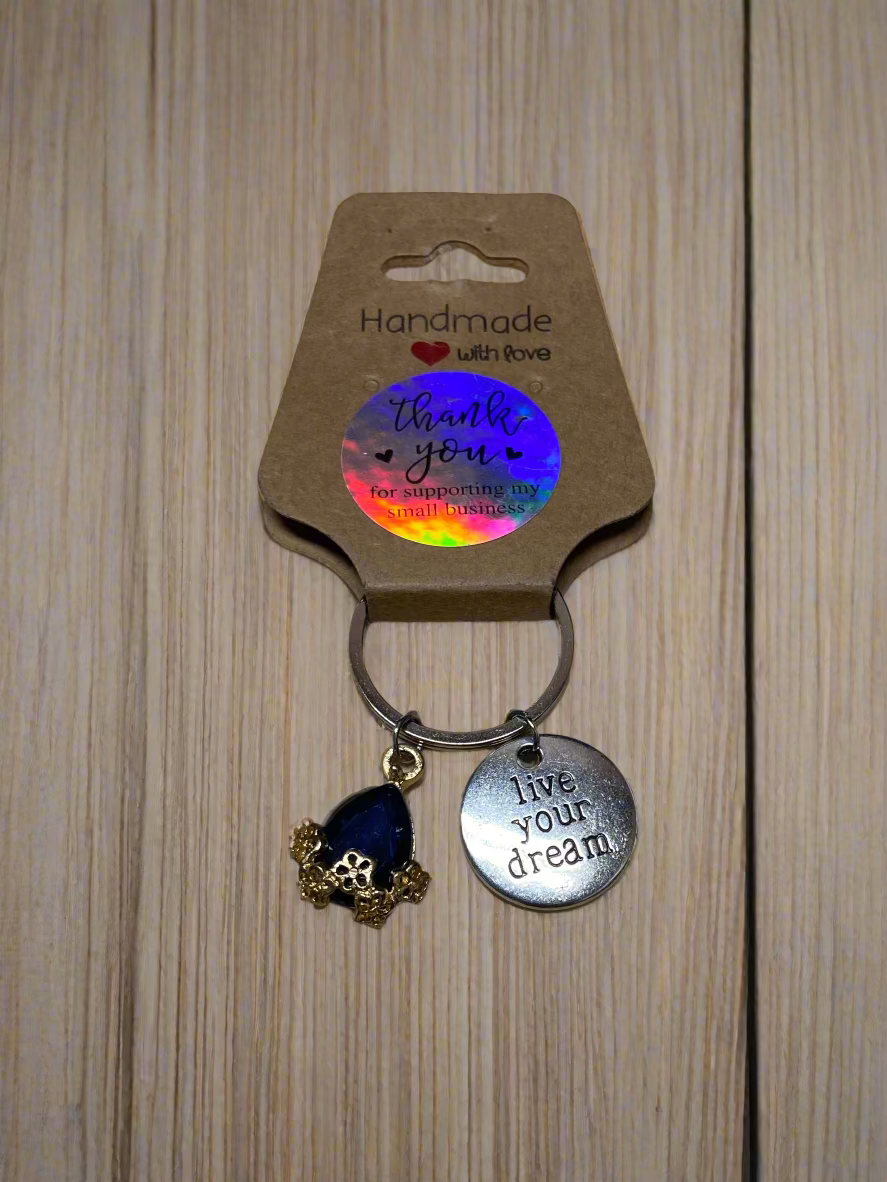 Handmade
with love
thank
you
for supporting my
small business
live
your
dream